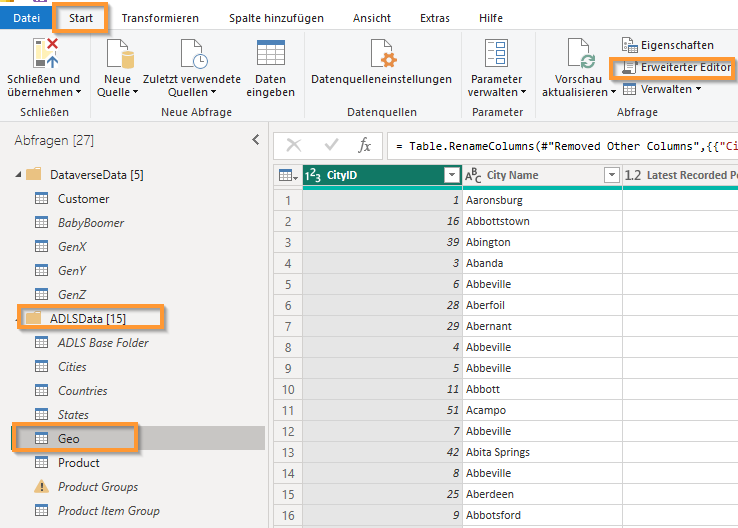 Datei Start Transformieren Spalte hinzufügen Ansicht Extras Hilfe
Schließen und übernehmen
Neue Quelle
Zuletzt verwendete Quellen
Daten eingeben
Datenquelleneinstellungen
Parameter verwalten
Vorschau aktualisieren
Eigenschaften
Erweiterter Editor
Verwalten
Schließen Neue Abfrage Datenquellen Parameter Abfrage
Abfragen [27]
fx = Table.RenameColumns(#"Removed Other Columns",{{"Ci
DataverseData [5]
Customer
BabyBoomer
GenX
GenY
GenZ
ADLSData [15]
ADLS Base Folder
Cities
Countries
States
Geo
Product
Product Groups
Product Item Group
123 CityID ABC City Name 1.2 Latest Recorded Po
1 1 Aaronsburg
2 16 Abbottstown
3 39 Abington
4 3 Abanda
5 6 Abbeville
6 28 Aberfoil
7 29 Abernant
8 4 Abbeville
9 5 Abbeville
10 11 Abbott
11 51 Acampo
12 7 Abbeville
13 42 Abita Springs
14 8 Abbeville
15 25 Aberdeen
16 9 Abbotsford